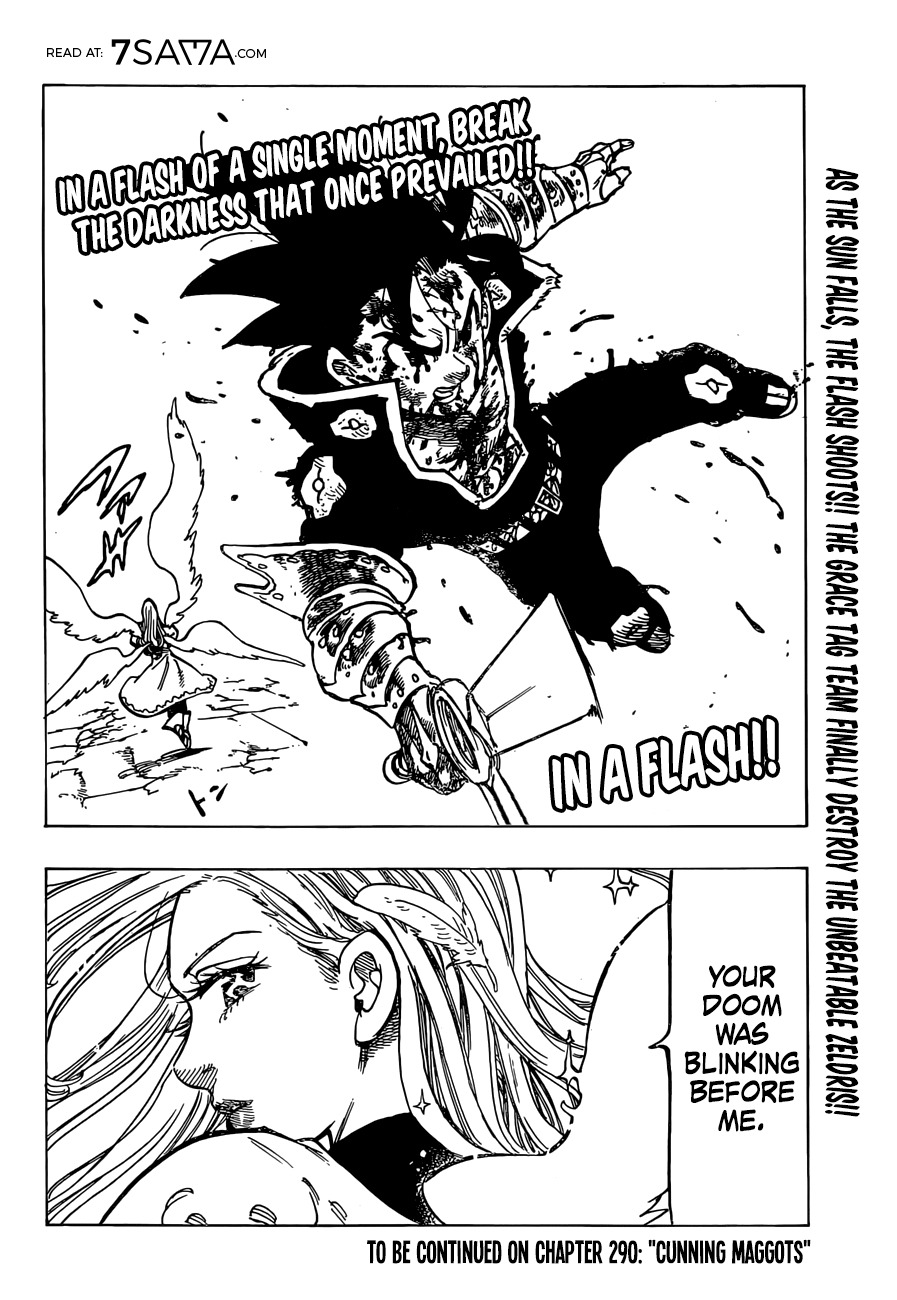 READ AT: 7SAMA.COM
IN A FLASH OF A SINGLE MOMENT, BREAK
THE DARKNESS THAT ONCE PREVAILED!!
AS THE SUN FALLS, THE FLASH SHOOTS!! THE GRACE TAG TEAM FINALLY DESTROY THE UNBEATABLE ZELDRIS!!
トン
IN A FLASH!!
YOUR
DOOM
WAS
BLINKING
BEFORE
ME.
TO BE CONTINUED ON CHAPTER 290: "CUNNING MAGGOTS"